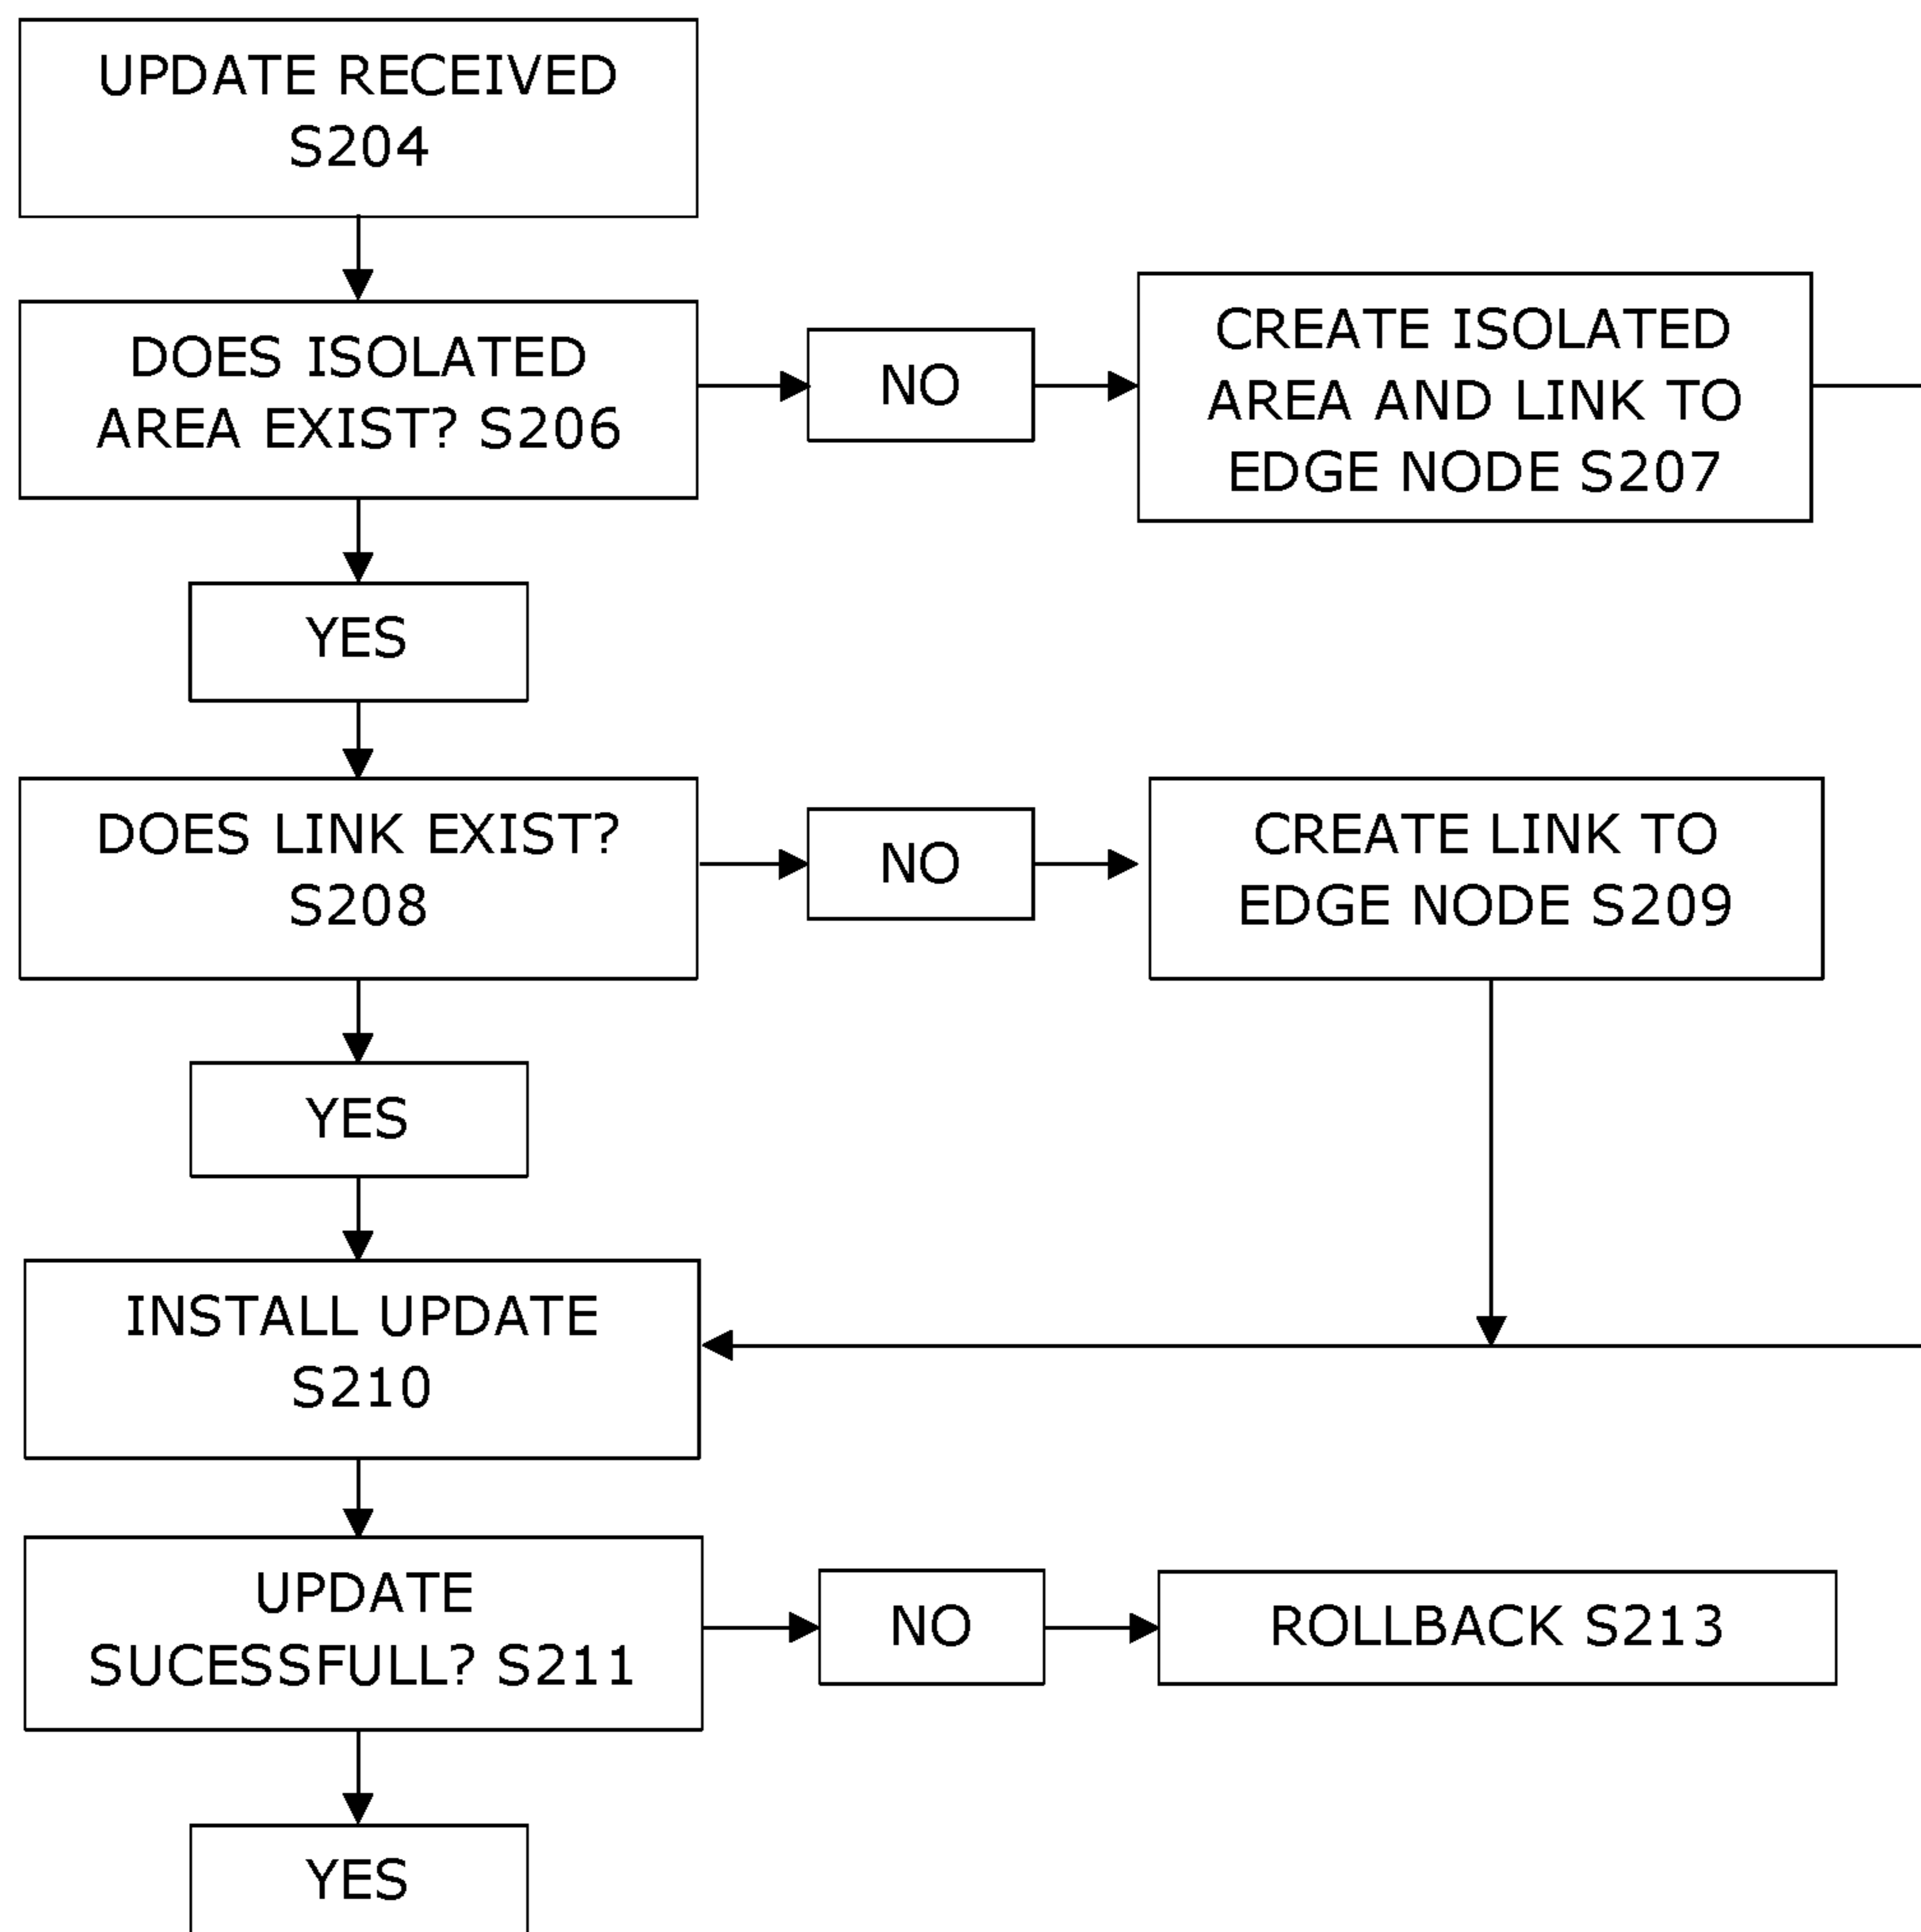 UPDATE RECEIVED
S204
DOES ISOLATED
AREA EXIST? S206
NO
CREATE ISOLATED
AREA AND LINK TO
EDGE NODE S207
YES
DOES LINK EXIST?
S208
NO
CREATE LINK TO
EDGE NODE S209
YES
INSTALL UPDATE
S210
UPDATE
SUCESSFULL? S211
NO
ROLLBACK S213
YES